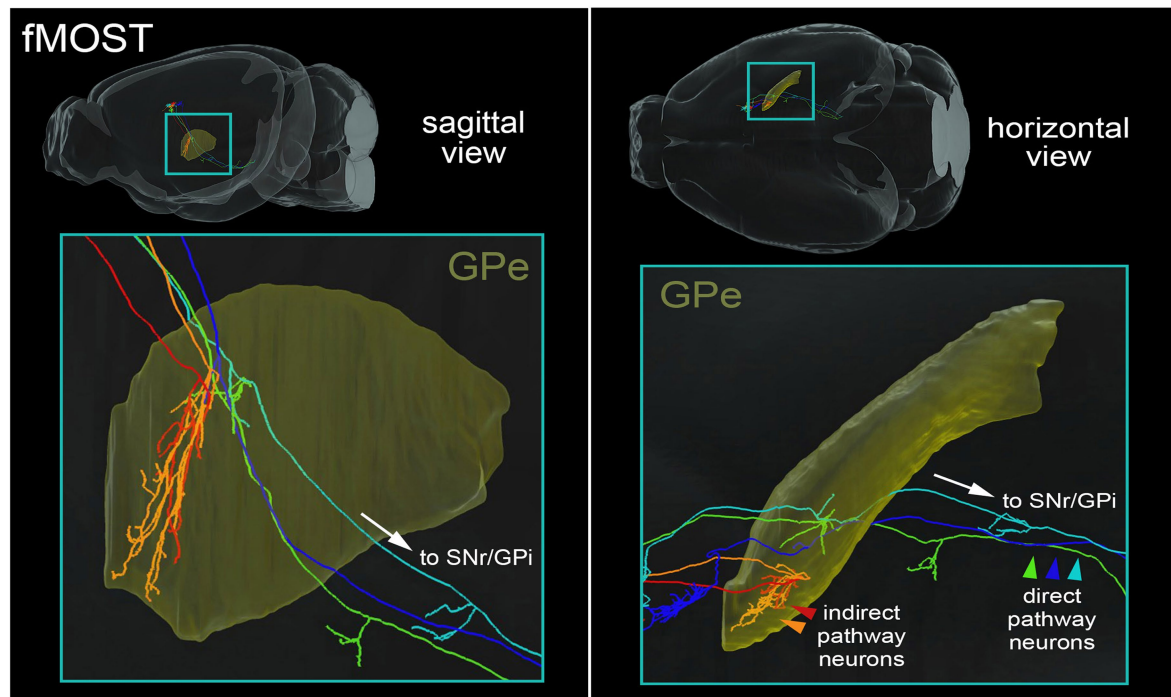 fMOST
sagittal
view
GPe
to SNr/GPi
horizontal
view
GPe
to SNr/GPi
indirect
pathway
neurons
direct
pathway
neurons